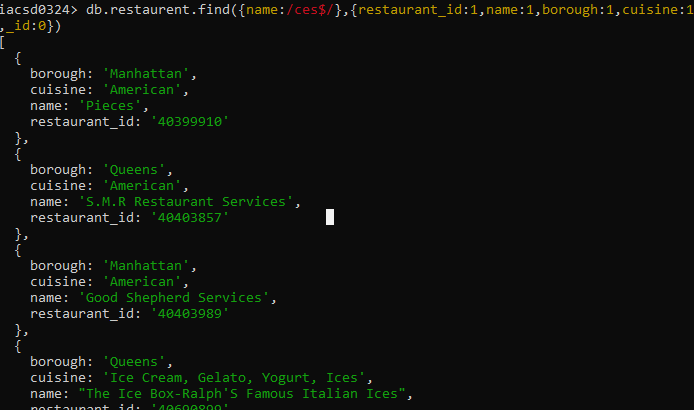 iacsd0324> db.restaurent.find({name:/ces$/},{restaurant_id:1,name:1,borough:1,cuisine:1
,_id:0})
[
  {
    borough: 'Manhattan',
    cuisine: 'American',
    name: 'Pieces',
    restaurant_id: '40399910'
  },
  {
    borough: 'Queens',
    cuisine: 'American',
    name: 'S.M.R Restaurant Services',
    restaurant_id: '40403857'
  },
  {
    borough: 'Manhattan',
    cuisine: 'American',
    name: 'Good Shepherd Services',
    restaurant_id: '40403989'
  },
  {
    borough: 'Queens',
    cuisine: 'Ice Cream, Gelato, Yogurt, Ices',
    name: "The Ice Box-Ralph'S Famous Italian Ices",
    restaurant_id: '40690899'